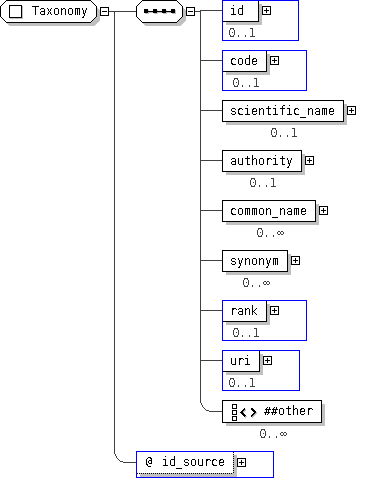 Taxonomy
id
0..1
code
0..1
scientific_name
0..1
authority
0..1
common_name
0..∞
synonym
0..∞
rank
0..1
uri
0..1
##other
0..∞
@ id_source